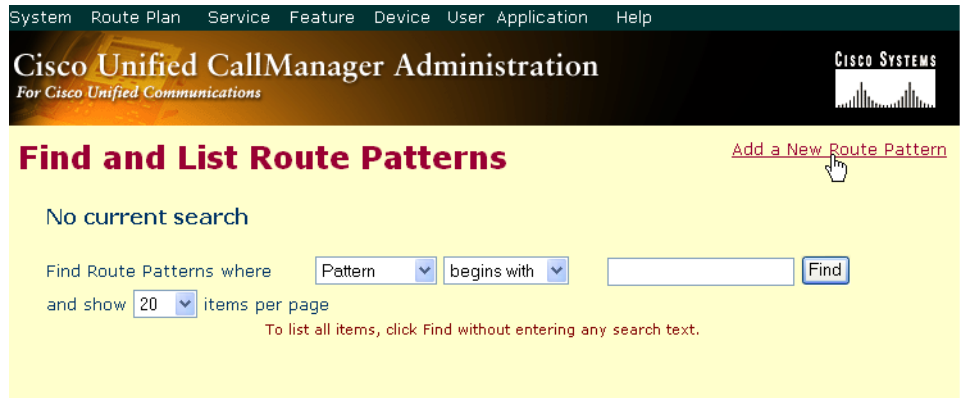 System Route Plan Service Feature Device User Application Help
Cisco Unified CallManager Administration
For Cisco Unified Communications
CISCO SYSTEMS
Find and List Route Patterns
Add a New Route Pattern
No current search
Find Route Patterns where Pattern begins with Find
and show 20 items per page
To list all items, click Find without entering any search text.